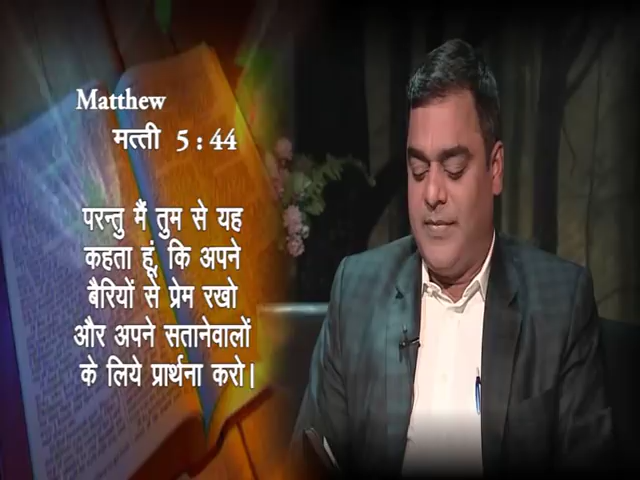 Matthew
मत्ती 5 : 44
परन्तु मैं तुम से यह
कहता हूं, कि अपने
बैरियों से प्रेम रखो
और अपने सतानेवालों
के लिये प्रार्थना करो।